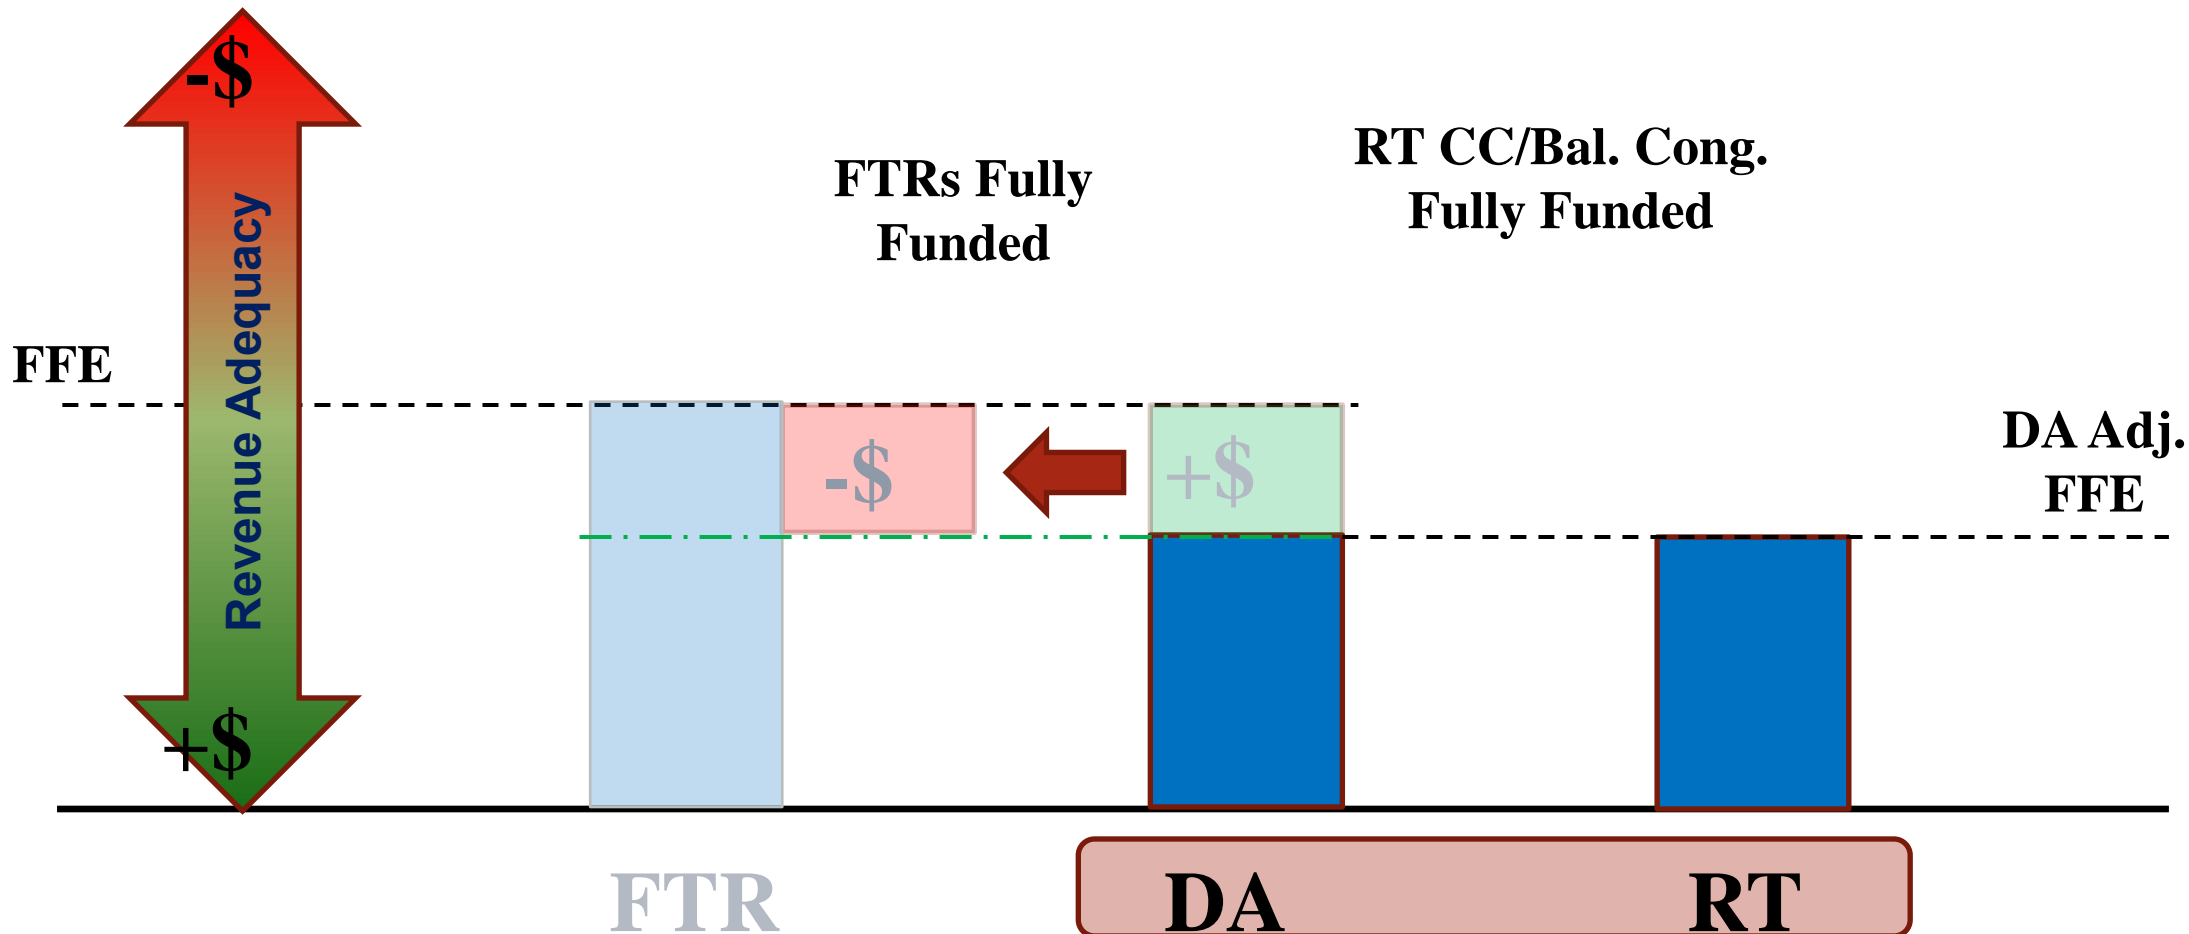 -$
RT CC/Bal. Cong.
Fully Funded
FTRs Fully
Funded
Revenue Adequacy
FFE
DA Adj.
FFE
-$
+$
+$
FTR
DA
RT